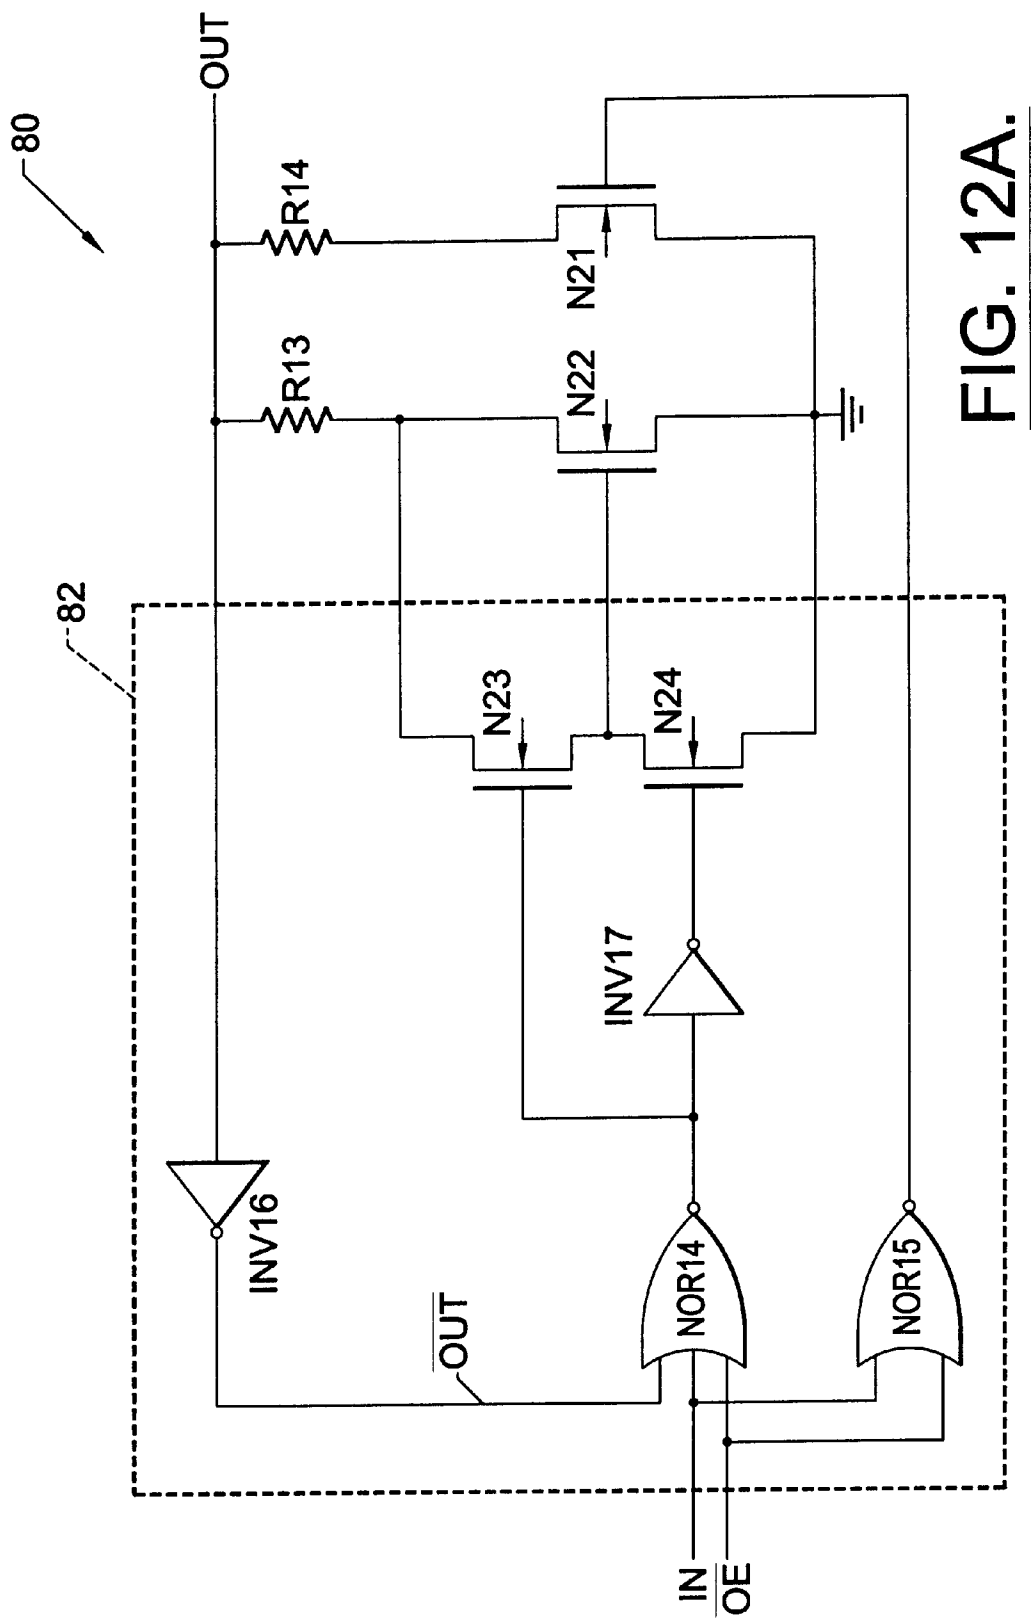 80
OUT
R14
R13
N21
N22
82
N23
N24
INV17
INV16
OUT
NOR14
NOR15
IN
OE
FIG. 12A.